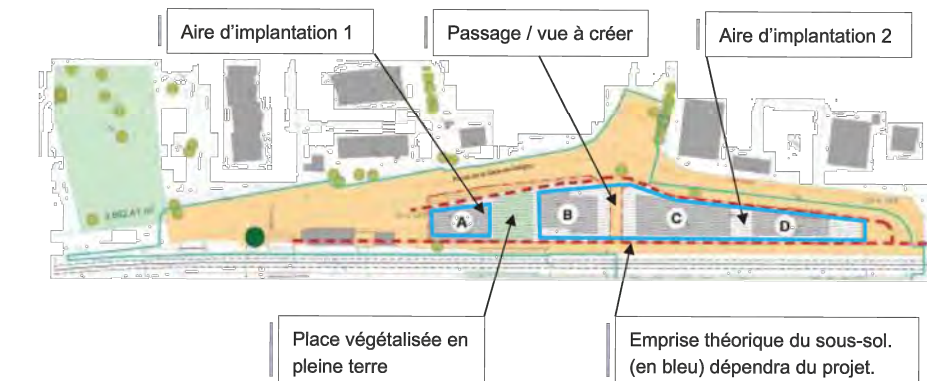 Aire d'implantation 1
Passage / vue à créer
Aire d'implantation 2
A
B
C
D
Place végétalisée en
pleine terre
Emprise théorique du sous-sol.
(en bleu) dépendra du projet.